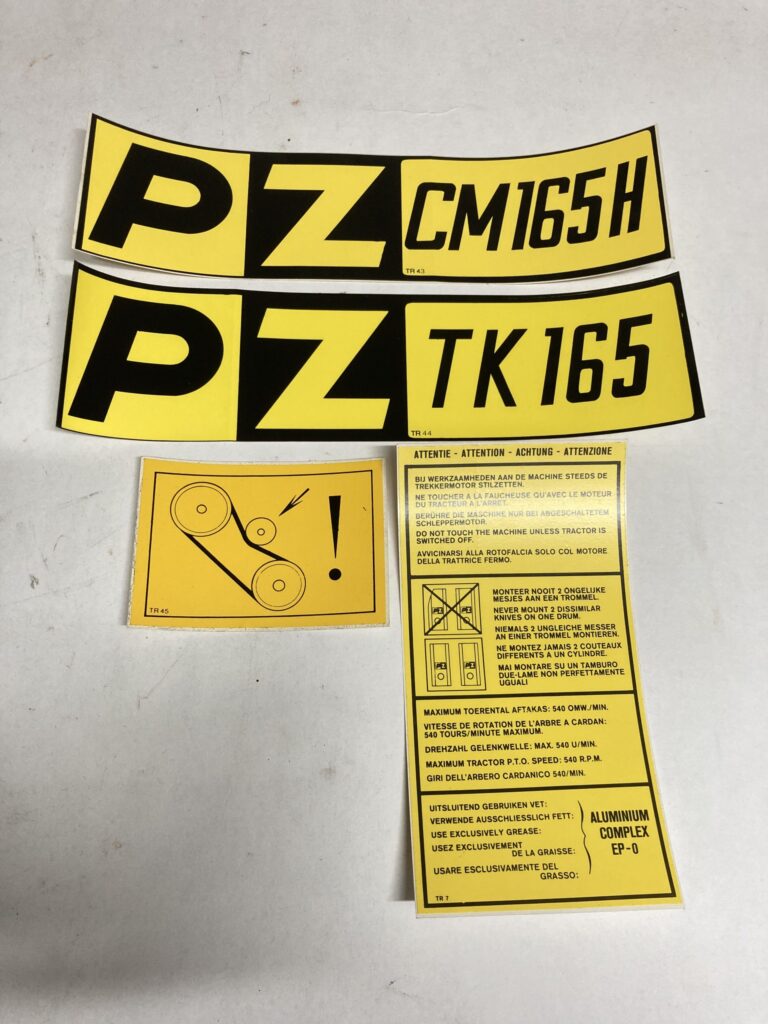 PZ CM165H
TR 43
PZ TK 165
TR 44
!
TR 45
ATTENTIE - ATTENTION - ACHTUNG - ATTENZIONE
BIJ WERKZAAMHEDEN AAN DE MACHINE STEEDS DE
TREKKERMOTOR STILZETTEN.
NE TOUCHER A LA FAUCHEUSE QU'AVEC LE MOTEUR
DU TRACTEUR A L'ARRET.
BERÜHRE DIE MASCHINE NUR BEI ABGESCHALTETEM
SCHLEPPERMOTOR.
DO NOT TOUCH THE MACHINE UNLESS TRACTOR IS
SWITCHED OFF.
AVVICINARSI ALLA ROTOFALCIA SOLO COL MOTORE
DELLA TRATTRICE FERMO.
MONTEER NOOIT 2 ONGELIJKE
MESJES AAN EEN TROMMEL.
NEVER MOUNT 2 DISSIMILAR
KNIVES ON ONE DRUM.
NIEMALS 2 UNGLEICHE MESSER
AN EINER TROMMEL MONTIEREN.
NE MONTEZ JAMAIS 2 COUTEAUX
DIFFERENTS A UN CYLINDRE.
MAI MONTARE SU UN TAMBURO
DUE-LAME NON PERFETTAMENTE
UGUALI
MAXIMUM TOERENTAL AFTAKAS: 540 OMW./MIN.
VITESSE DE ROTATION DE L'ARBRE A CARDAN:
540 TOURS/MINUTE MAXIMUM.
DREHZAHL GELENKWELLE: MAX. 540 U/MIN.
MAXIMUM TRACTOR P.T.O. SPEED: 540 R.P.M.
GIRI DELL'ARBERO CARDANICO 540/MIN.
UITSLUITEND GEBRUIKEN VET:
VERWENDE AUSSCHLIESSLICH FETT:
USE EXCLUSIVELY GREASE:
USEZ EXCLUSIVEMENT
DE LA GRAISSE:
USARE ESCLUSIVAMENTE DEL
GRASSO:
ALUMINIUM
COMPLEX
EP-0
TR 7